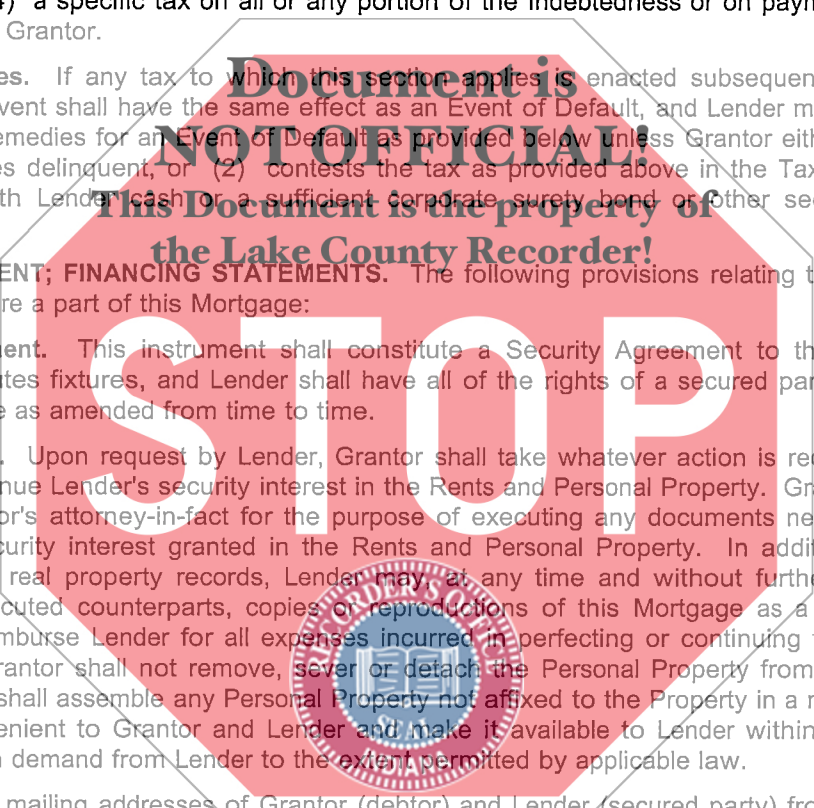 4) a specific tax on all or any portion of the indebtedness or on paym
Grantor.
es. If any tax to which this section applies is enacted subsequen
vent shall have the same effect as an Event of Default, and Lender m
emedies for an Event of Default as provided below unless Grantor eith
es delinquent, or (2) contests the tax as provided above in the Tax
th Lender cash or a sufficient corporate surety bond or other sec
Document is
NOT OFFICIAL!
This Document is the property of
the Lake County Recorder!
ENT; FINANCING STATEMENTS. The following provisions relating t
re a part of this Mortgage:
STOP
ent. This instrument shall constitute a Security Agreement to th
utes fixtures, and Lender shall have all of the rights of a secured par
e as amended from time to time.
. Upon request by Lender, Grantor shall take whatever action is re
nue Lender's security interest in the Rents and Personal Property. Gr
or's attorney-in-fact for the purpose of executing any documents ne
curity interest granted in the Rents and Personal Property. In addit
real property records, Lender may, at any time and without furthe
cuted counterparts, copies or reproductions of this Mortgage as a
mburse Lender for all expenses incurred in perfecting or continuing
rantor shall not remove, sever or detach the Personal Property from
shall assemble any Personal Property not affixed to the Property in a
enient to Grantor and Lender and make it available to Lender within
demand from Lender to the extent permitted by applicable law.
RECORDER'S OFFICE
SEAL
INDIANA
mailing addresses of Grantor (debtor) and Lender (secured party) fro